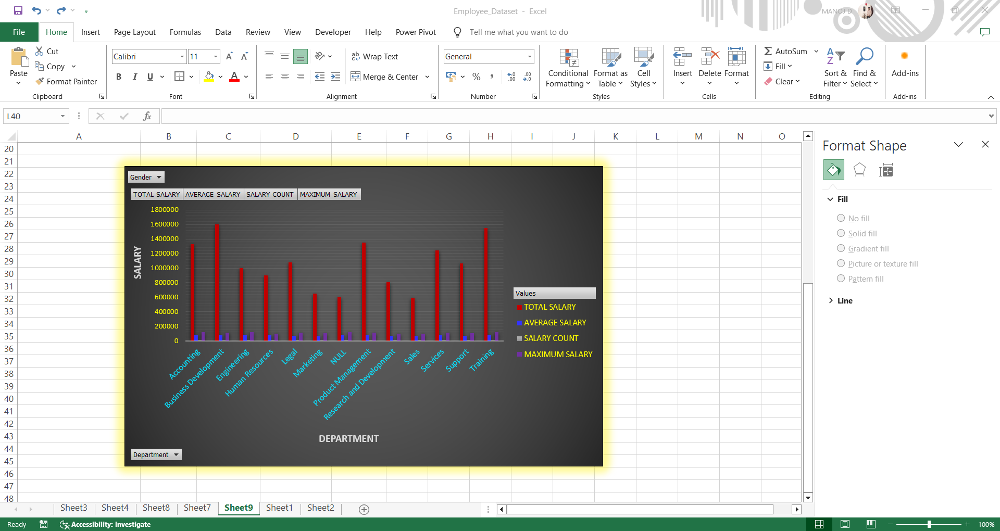 Employee_Dataset - Excel
MANOJ D
File Home Insert Page Layout Formulas Data Review View Developer Help Power Pivot Tell me what you want to do
Paste
Cut
Copy
Format Painter
Clipboard
Calibri 11
B I U A
Font
Wrap Text
Merge & Center
Alignment
General
% ,
Number
Conditional Formatting
Format as Table
Cell Styles
Styles
Insert Delete Format
Cells
AutoSum
Fill
Clear
Sort & Filter
Find & Select
Editing
Add-ins
Add-ins
L40
fx
A B C D E F G H I J K L M N O
20
21
22
23
24
25
26
27
28
29
30
31
32
33
34
35
36
37
38
39
40
41
42
43
44
45
46
47
48
Gender
TOTAL SALARY AVERAGE SALARY SALARY COUNT MAXIMUM SALARY
SALARY
1800000
1600000
1400000
1200000
1000000
800000
600000
400000
200000
0
Accounting
Business Development
Engineering
Human Resources
Legal
Marketing
NULL
Product Management
Research and Development
Sales
Services
Support
Training
DEPARTMENT
Department
Values
TOTAL SALARY
AVERAGE SALARY
SALARY COUNT
MAXIMUM SALARY
Format Shape
Fill
No fill
Solid fill
Gradient fill
Picture or texture fill
Pattern fill
Line
Sheet3 Sheet4 Sheet8 Sheet7 Sheet9 Sheet1 Sheet2
Ready Accessibility: Investigate 100%